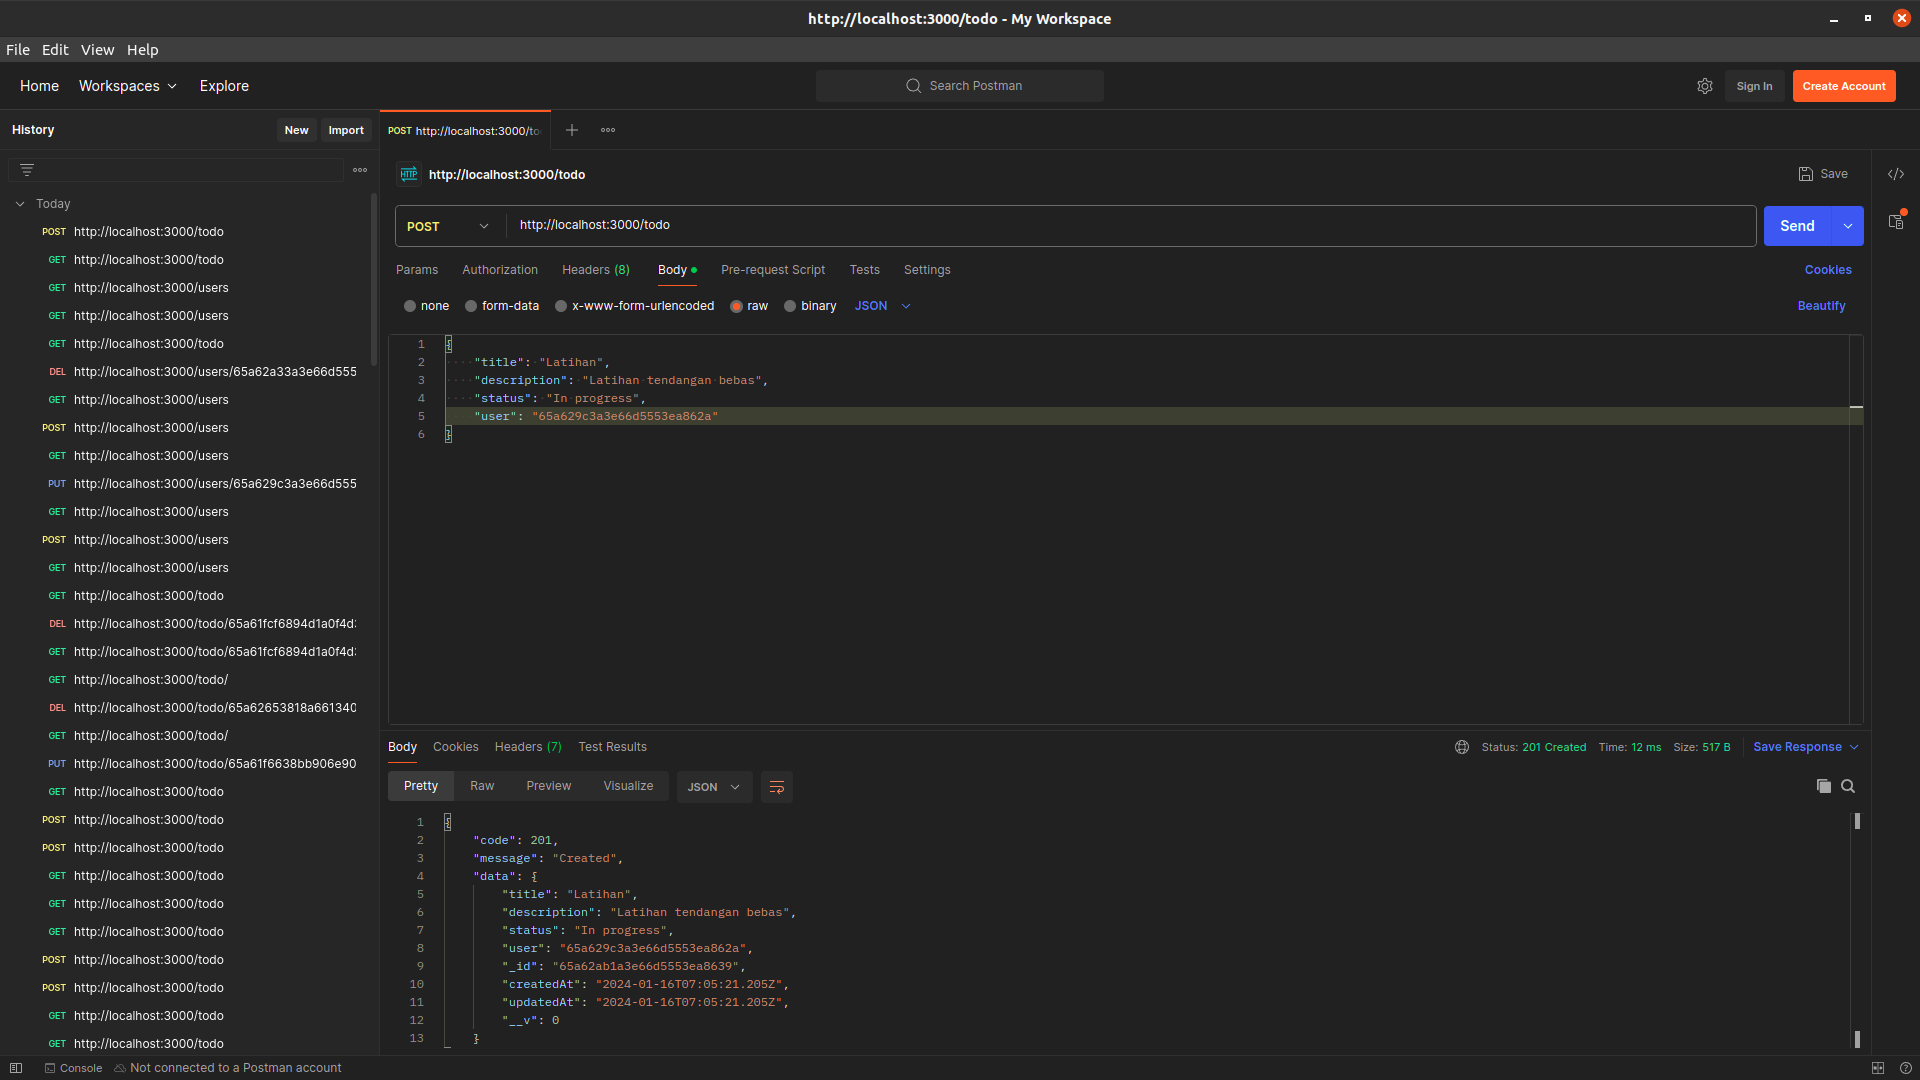 http://localhost:3000/todo - My Workspace
File Edit View Help
Home Workspaces Explore
Search Postman
Sign In
Create Account
History
New Import
Today
POST http://localhost:3000/todo
GET http://localhost:3000/todo
GET http://localhost:3000/users
GET http://localhost:3000/users
GET http://localhost:3000/todo
DEL http://localhost:3000/users/65a62a33a3e66d555
GET http://localhost:3000/users
POST http://localhost:3000/users
GET http://localhost:3000/users
PUT http://localhost:3000/users/65a629c3a3e66d555
GET http://localhost:3000/users
POST http://localhost:3000/users
GET http://localhost:3000/users
GET http://localhost:3000/todo
DEL http://localhost:3000/todo/65a61fcf6894d1a0f4d
GET http://localhost:3000/todo/65a61fcf6894d1a0f4d
GET http://localhost:3000/todo/
DEL http://localhost:3000/todo/65a62653818a661340
GET http://localhost:3000/todo/
PUT http://localhost:3000/todo/65a61f6638bb906e90
GET http://localhost:3000/todo
POST http://localhost:3000/todo
POST http://localhost:3000/todo
GET http://localhost:3000/todo
GET http://localhost:3000/todo
GET http://localhost:3000/todo
POST http://localhost:3000/todo
POST http://localhost:3000/todo
GET http://localhost:3000/todo
GET http://localhost:3000/todo
POST http://localhost:3000/to
HTTP http://localhost:3000/todo
Save
POST http://localhost:3000/todo
Send
Params Authorization Headers (8) Body Pre-request Script Tests Settings
Cookies
none form-data x-www-form-urlencoded raw binary JSON
Beautify
1 {
2 "title": "Latihan",
3 "description": "Latihan tendangan bebas",
4 "status": "In progress",
5 "user": "65a629c3a3e66d5553ea862a"
6 }
Body Cookies Headers (7) Test Results
Status: 201 Created Time: 12 ms Size: 517 B
Save Response
Pretty Raw Preview Visualize JSON
1 {
2 "code": 201,
3 "message": "Created",
4 "data": {
5 "title": "Latihan",
6 "description": "Latihan tendangan bebas",
7 "status": "In progress",
8 "user": "65a629c3a3e66d5553ea862a",
9 "_id": "65a62ab1a3e66d5553ea8639",
10 "createdAt": "2024-01-16T07:05:21.205Z",
11 "updatedAt": "2024-01-16T07:05:21.205Z",
12 "__v": 0
13 }
Console Not connected to a Postman account